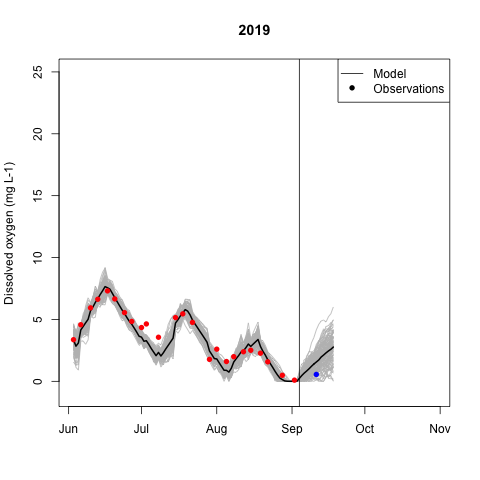 2019
Model
Observations
Dissolved oxygen (mg L-1)
25
20
15
10
5
0
Jun Jul Aug Sep Oct Nov